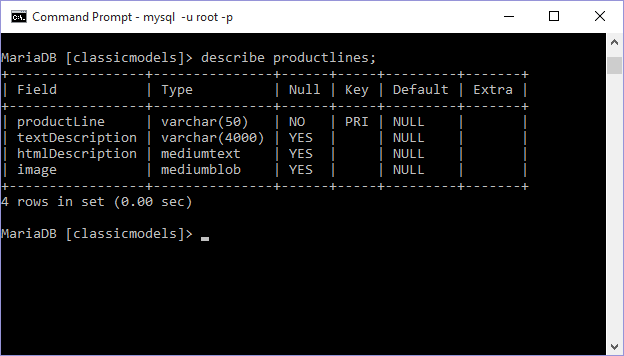 Command Prompt - mysql  -u root -p
MariaDB [classicmodels]> describe productlines;
+-----------------+---------------+------+-----+---------+-------+
| Field           | Type          | Null | Key | Default | Extra |
+-----------------+---------------+------+-----+---------+-------+
| productLine     | varchar(50)   | NO   | PRI | NULL    |       |
| textDescription | varchar(4000) | YES  |     | NULL    |       |
| htmlDescription | mediumtext    | YES  |     | NULL    |       |
| image           | mediumblob    | YES  |     | NULL    |       |
+-----------------+---------------+------+-----+---------+-------+
4 rows in set (0.00 sec)
MariaDB [classicmodels]> _